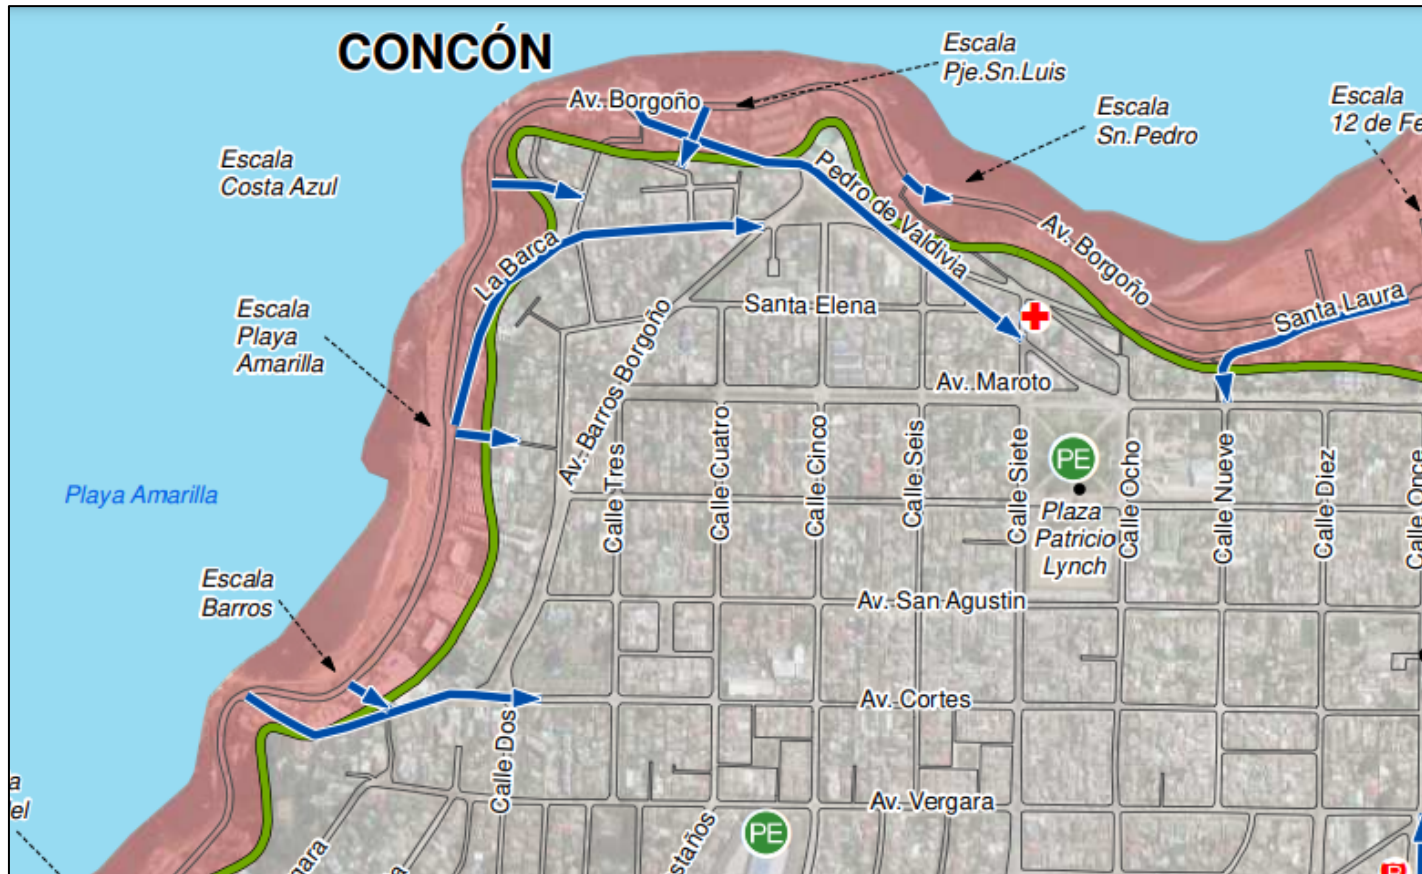 CONCÓN
Escala
Pje.Sn.Luis
Av. Borgoño
Escala
Sn.Pedro
Escala
12 de Fe
Escala
Costa Azul
Pedro de Valdivia
La Barca
Av. Borgoño
Escala
Playa
Amarilla
Santa Elena
Santa Laura
Av. Barros Borgoño
Av. Maroto
Calle Tres
Calle Cuatro
Calle Cinco
Calle Seis
Calle Siete
PE
Calle Ocho
Calle Nueve
Calle Diez
Calle Once
Playa Amarilla
Plaza
Patricio
Lynch
Escala
Barros
Av. San Agustin
Av. Cortes
Calle Dos
Av. Vergara
PE